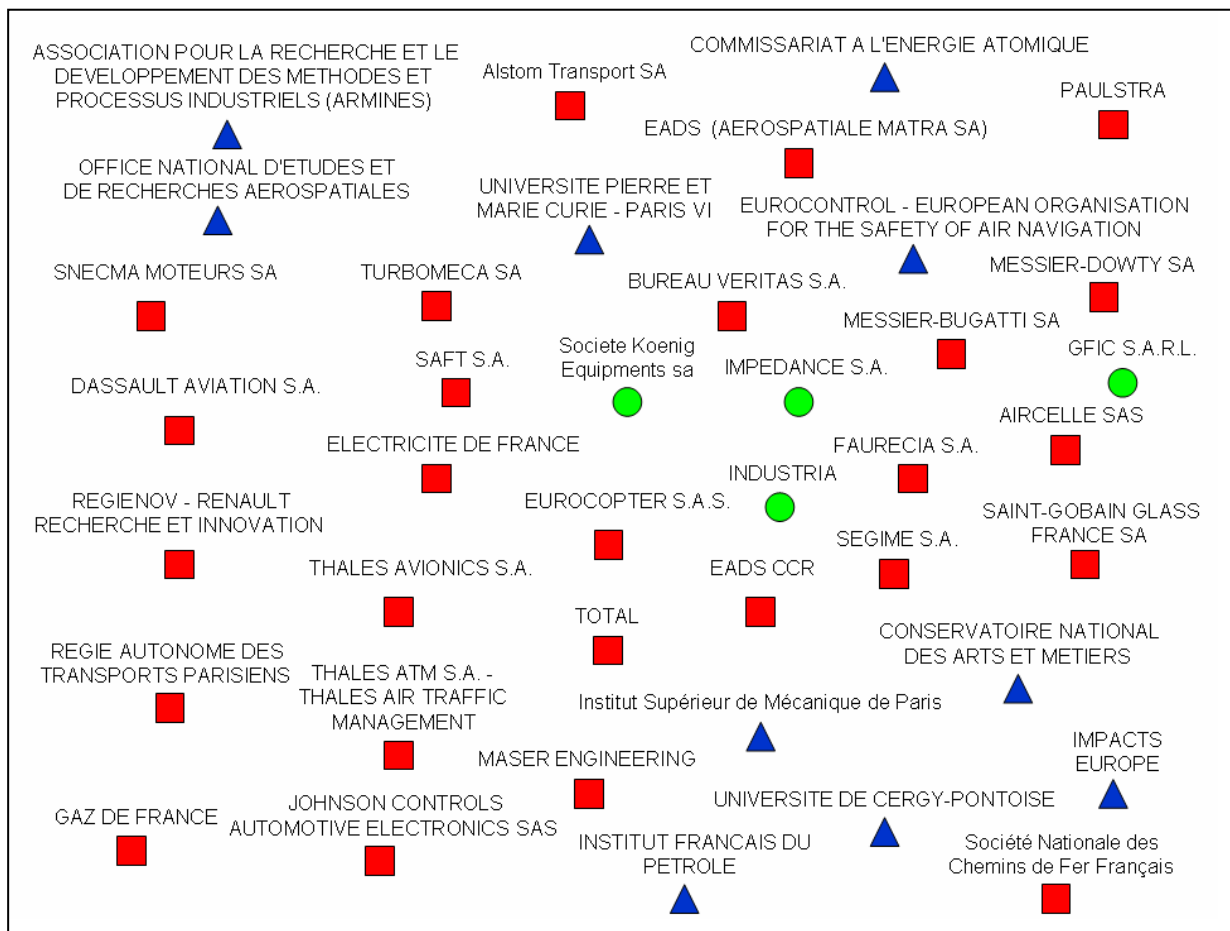 ASSOCIATION POUR LA RECHERCHE ET LE
DEVELOPPEMENT DES METHODES ET
PROCESSUS INDUSTRIELS (ARMINES)
COMMISSARIAT A L'ENERGIE ATOMIQUE
Alstom Transport SA
PAULSTRA
EADS (AEROSPATIALE MATRA SA)
OFFICE NATIONAL D'ETUDES ET
DE RECHERCHES AEROSPATIALES
UNIVERSITE PIERRE ET
MARIE CURIE - PARIS VI
EUROCONTROL - EUROPEAN ORGANISATION
FOR THE SAFETY OF AIR NAVIGATION
SNECMA MOTEURS SA
TURBOMECA SA
BUREAU VERITAS S.A.
MESSIER-DOWTY SA
MESSIER-BUGATTI SA
SAFT S.A.
Societe Koenig
Equipments sa
IMPEDANCE S.A.
GFIC S.A.R.L.
DASSAULT AVIATION S.A.
AIRCELLE SAS
ELECTRICITE DE FRANCE
FAURECIA S.A.
INDUSTRIA
REGIENOV - RENAULT
RECHERCHE ET INNOVATION
EUROCOPTER S.A.S.
SAINT-GOBAIN GLASS
FRANCE SA
SEGIME S.A.
THALES AVIONICS S.A.
EADS CCR
TOTAL
CONSERVATOIRE NATIONAL
DES ARTS ET METIERS
REGIE AUTONOME DES
TRANSPORTS PARISIENS
THALES ATM S.A. -
THALES AIR TRAFFIC
MANAGEMENT
Institut Supérieur de Mécanique de Paris
MASER ENGINEERING
IMPACTS
EUROPE
GAZ DE FRANCE
JOHNSON CONTROLS
AUTOMOTIVE ELECTRONICS SAS
UNIVERSITE DE CERGY-PONTOISE
INSTITUT FRANCAIS DU
PETROLE
Société Nationale des
Chemins de Fer Français